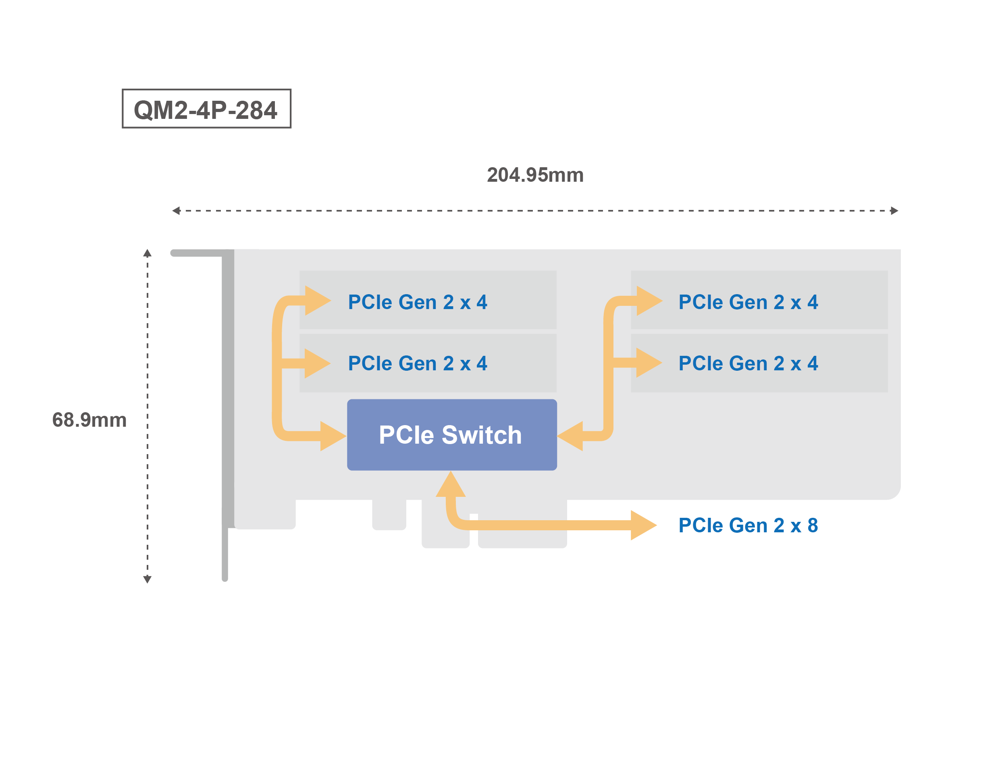 QM2-4P-284
204.95mm
PCIe Gen 2 x 4
PCIe Gen 2 x 4
PCIe Gen 2 x 4
PCIe Gen 2 x 4
68.9mm
PCIe Switch
PCIe Gen 2 x 8